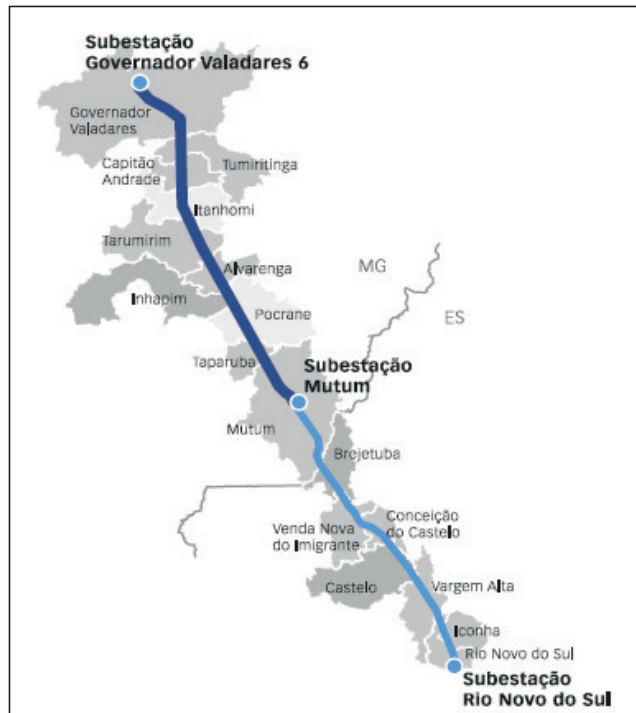 Subestação
Governador Valadares 6
Governador
Valadares
Capitão
Andrade
Tumiritinga
Itanhomi
Tarumirim
Alvarenga
Inhapim
MG
ES
Pocrane
Taparuba
Subestação
Mutum
Mutum
Brejetuba
Conceição
do Castelo
Venda Nova
do Imigrante
Castelo
Vargem Alta
Iconha
Rio Novo do Sul
Subestação
Rio Novo do Sul